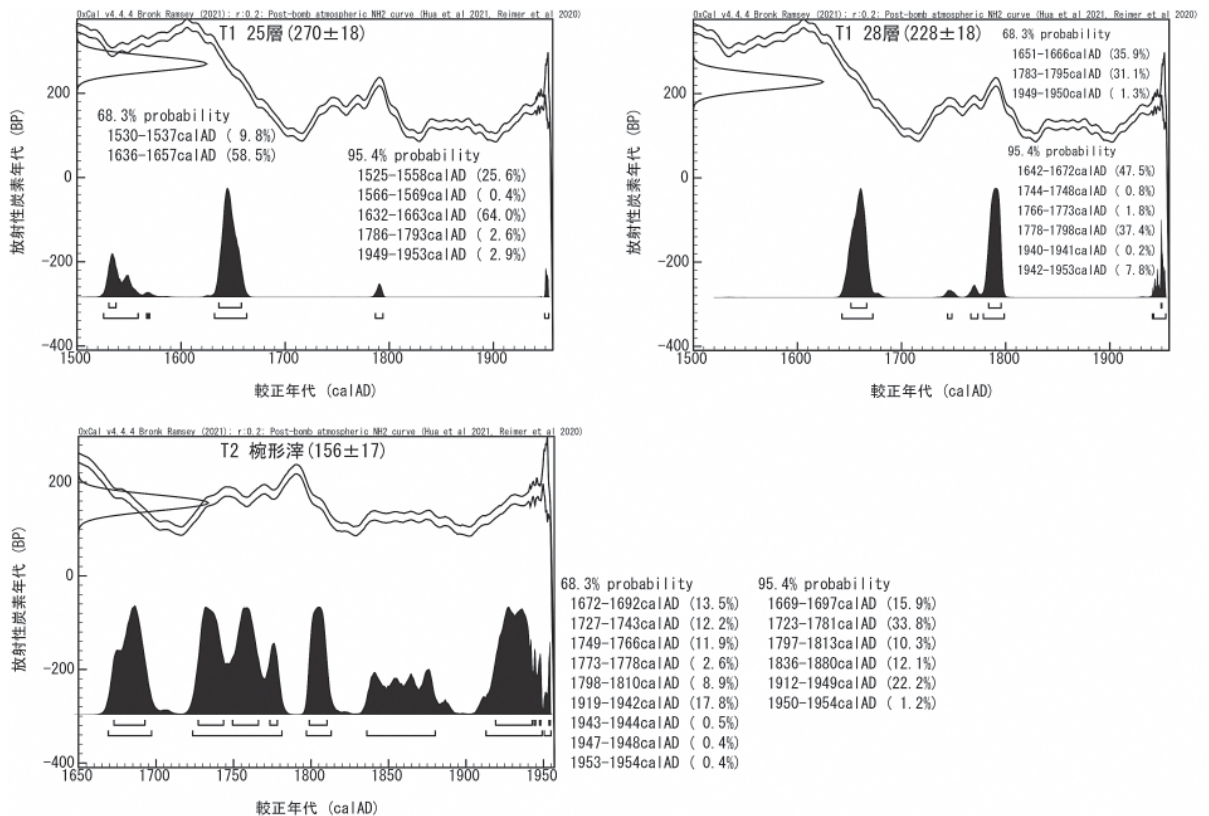 OxCal v4.4.4 Bronk Ramsey (2021); r:0.2; Post-bomb atmospheric NH2 curve (Hua et al 2021, Reimer et al 2020)
T1 25層(270±18)
放射性炭素年代 (BP)
200
0
-200
-400
68.3% probability
1530-1537calAD ( 9.8%)
1636-1657calAD (58.5%)
95.4% probability
1525-1558calAD (25.6%)
1566-1569calAD ( 0.4%)
1632-1663calAD (64.0%)
1786-1793calAD ( 2.6%)
1949-1953calAD ( 2.9%)
1500 1600 1700 1800 1900
較正年代 (calAD)
OxCal v4.4.4 Bronk Ramsey (2021); r:0.2; Post-bomb atmospheric NH2 curve (Hua et al 2021, Reimer et al 2020)
T1 28層(228±18)
放射性炭素年代 (BP)
200
0
-200
-400
68.3% probability
1651-1666calAD (35.9%)
1783-1795calAD (31.1%)
1949-1950calAD ( 1.3%)
95.4% probability
1642-1672calAD (47.5%)
1744-1748calAD ( 0.8%)
1766-1773calAD ( 1.8%)
1778-1798calAD (37.4%)
1940-1941calAD ( 0.2%)
1942-1953calAD ( 7.8%)
1500 1600 1700 1800 1900
較正年代 (calAD)
OxCal v4.4.4 Bronk Ramsey (2021); r:0.2; Post-bomb atmospheric NH2 curve (Hua et al 2021, Reimer et al 2020)
T2 椀形滓(156±17)
放射性炭素年代 (BP)
200
0
-200
-400
1650 1700 1750 1800 1850 1900 1950
較正年代 (calAD)
68.3% probability
1672-1692calAD (13.5%)
1727-1743calAD (12.2%)
1749-1766calAD (11.9%)
1773-1778calAD ( 2.6%)
1798-1810calAD ( 8.9%)
1919-1942calAD (17.8%)
1943-1944calAD ( 0.5%)
1947-1948calAD ( 0.4%)
1953-1954calAD ( 0.4%)
95.4% probability
1669-1697calAD (15.9%)
1723-1781calAD (33.8%)
1797-1813calAD (10.3%)
1836-1880calAD (12.1%)
1912-1949calAD (22.2%)
1950-1954calAD ( 1.2%)